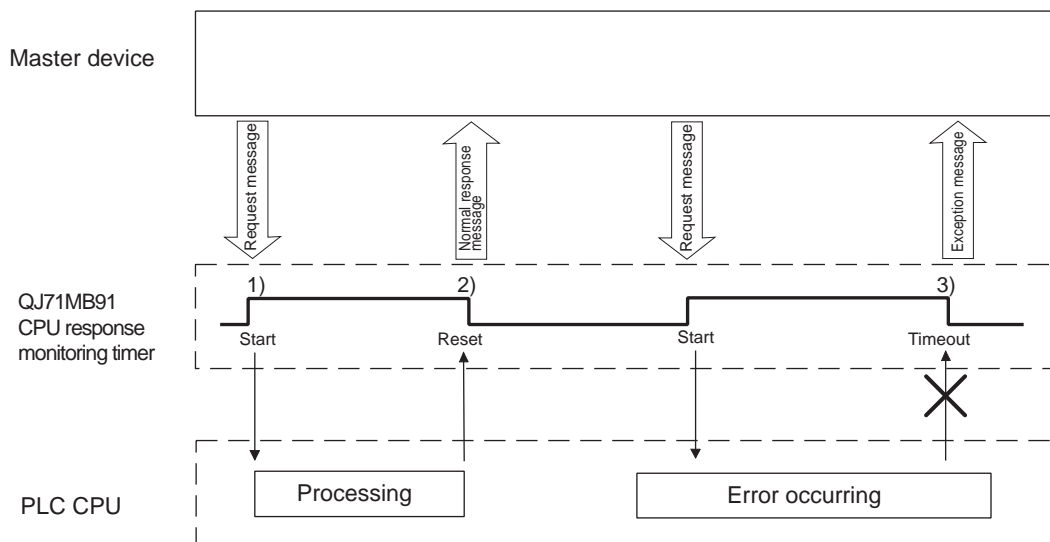 Master device
Request message
Normal response
message
Request message
Exception message
QJ71MB91
CPU response
monitoring timer
1)
2)
3)
Start
Reset
Start
Timeout
PLC CPU
Processing
Error occurring